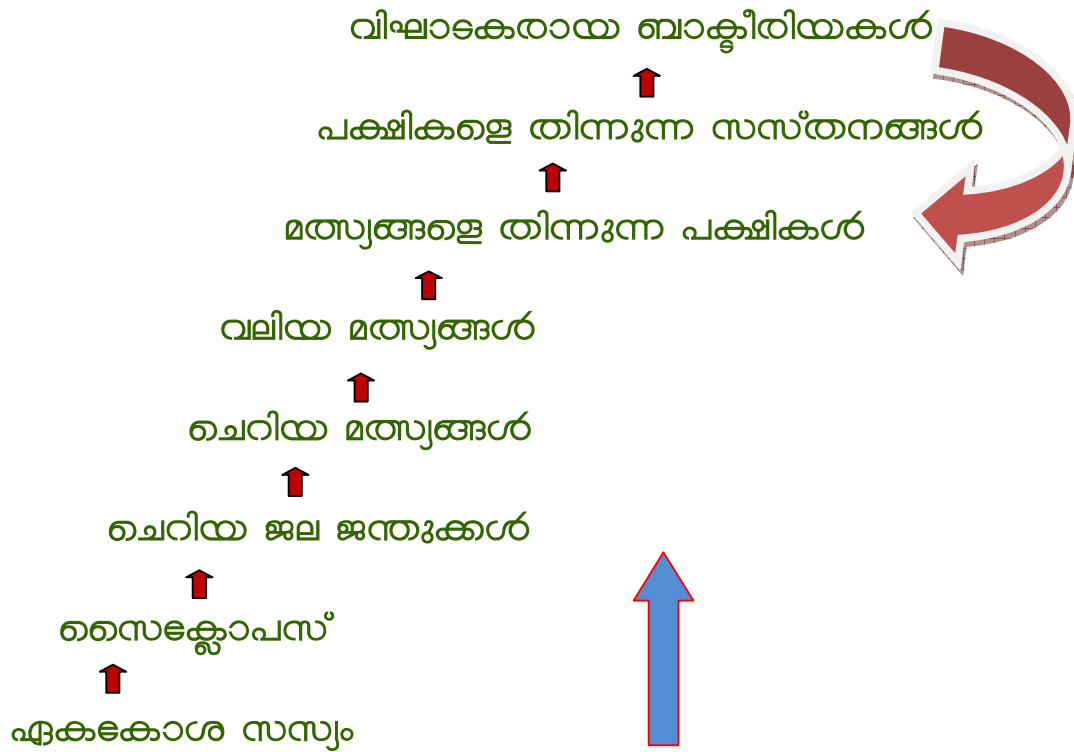 വിഘാടകരായ ബാക്ടീരിയകൾ
പക്ഷികളെ തിന്നുന്ന സസ്തനങ്ങൾ
മത്സ്യങ്ങളെ തിന്നുന്ന പക്ഷികൾ
വലിയ മത്സ്യങ്ങൾ
ചെറിയ മത്സ്യങ്ങൾ
ചെറിയ ജല ജന്തുക്കൾ
സൈക്ലോപസ്
ഏകകോശ സസ്യം